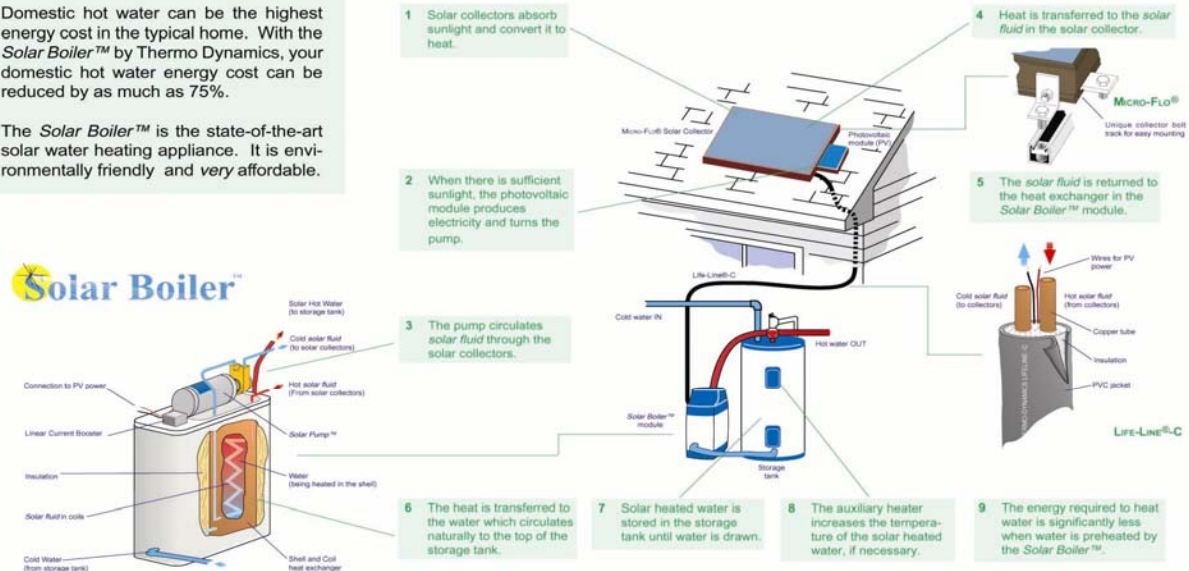 Domestic hot water can be the highest
energy cost in the typical home. With the
Solar Boiler™ by Thermo Dynamics, your
domestic hot water energy cost can be
reduced by as much as 75%.
The Solar Boiler™ is the state-of-the-art
solar water heating appliance. It is envi-
ronmentally friendly and very affordable.
1 Solar collectors absorb
sunlight and convert it to
heat.
2 When there is sufficient
sunlight, the photovoltaic
module produces
electricity and turns the
pump.
3 The pump circulates
solar fluid through the
solar collectors.
4 Heat is transferred to the solar
fluid in the solar collector.
MICRO-FLO®
Unique collector bolt
track for easy mounting
5 The solar fluid is returned to
the heat exchanger in the
Solar Boiler™ module.
Micro-Flo® Solar Collector
Photovoltaic
module (PV)
Life-Line®-C
Cold water IN
Hot water OUT
Solar Boiler™
module
Storage
tank
Wires for PV
power
Cold solar fluid
(to collectors)
Hot solar fluid
(from collectors)
Copper tube
Insulation
PVC jacket
LIFE-LINE®-C
Solar Boiler™
Solar Hot Water
(to storage tank)
Cold solar fluid
(to solar collectors)
Hot solar fluid
(From solar collectors)
Connection to PV power
Linear Current Booster
Solar Pump™
Insulation
Water
(being heated in the shell)
Solar fluid in coils
Cold Water
(from storage tank)
Shell and Coil
heat exchanger
6 The heat is transferred to
the water which circulates
naturally to the top of the
storage tank.
7 Solar heated water is
stored in the storage
tank until water is drawn.
8 The auxiliary heater
increases the tempera-
ture of the solar heated
water, if necessary.
9 The energy required to heat
water is significantly less
when water is preheated by
the Solar Boiler™.